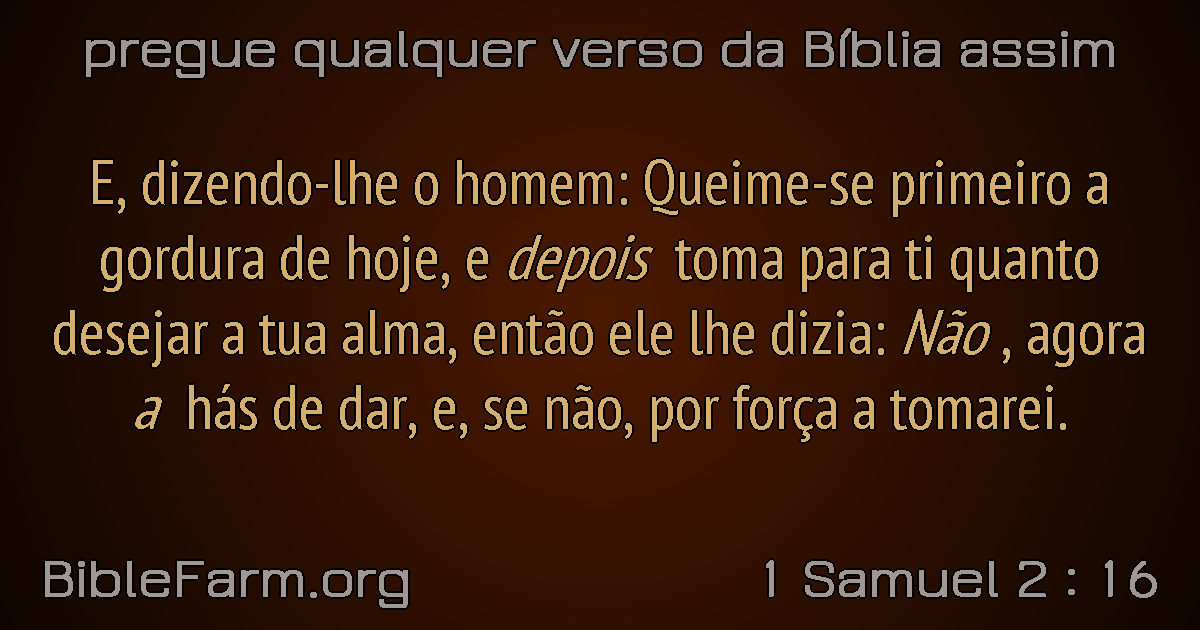 pregue qualquer verso da Bíblia assim
E, dizendo-lhe o homem: Queime-se primeiro a
gordura de hoje, e depois toma para ti quanto
desejar a tua alma, então ele lhe dizia: Não , agora
a hás de dar, e, se não, por força a tomarei.
BibleFarm.org
1 Samuel 2 : 16